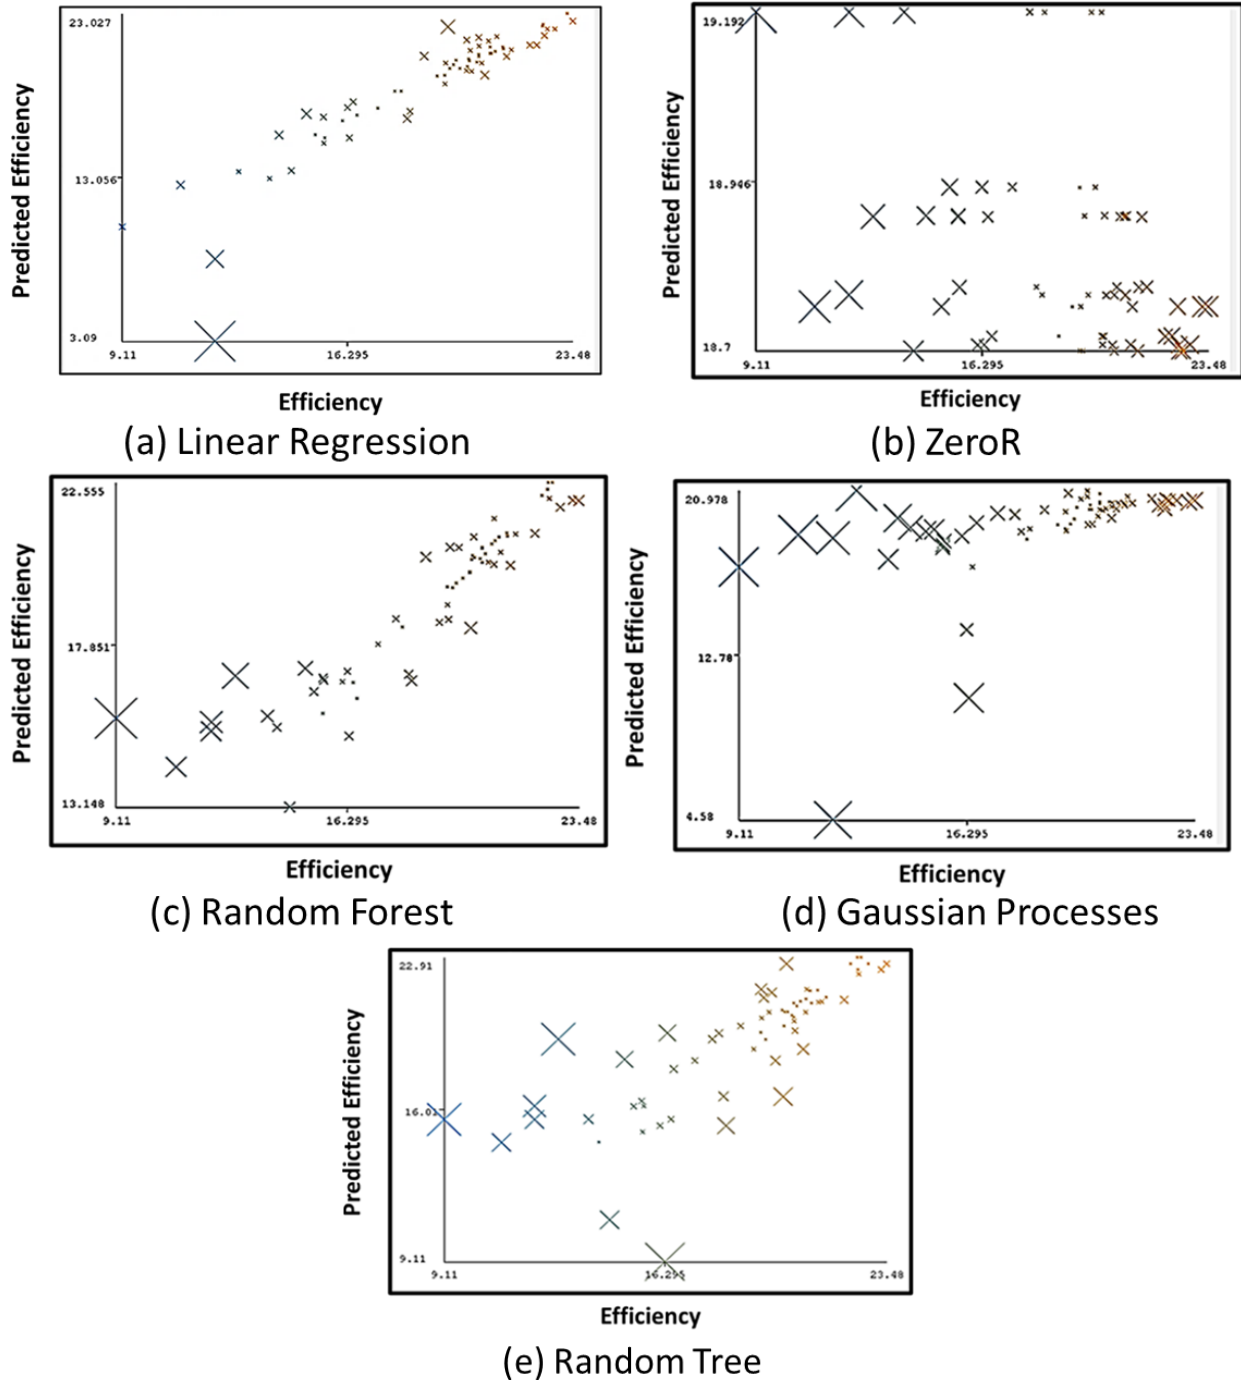 23.027
13.056
3.09
9.11
16.295
23.48
Predicted Efficiency
Efficiency
(a) Linear Regression
19.192
18.946
18.7
9.11
16.295
23.48
Predicted Efficiency
Efficiency
(b) ZeroR
22.555
17.851
13.148
9.11
16.295
23.48
Predicted Efficiency
Efficiency
(c) Random Forest
20.978
12.78
4.58
9.11
16.295
23.48
Predicted Efficiency
Efficiency
(d) Gaussian Processes
22.91
9.11
9.11
16.295
23.48
Predicted Efficiency
Efficiency
(e) Random Tree